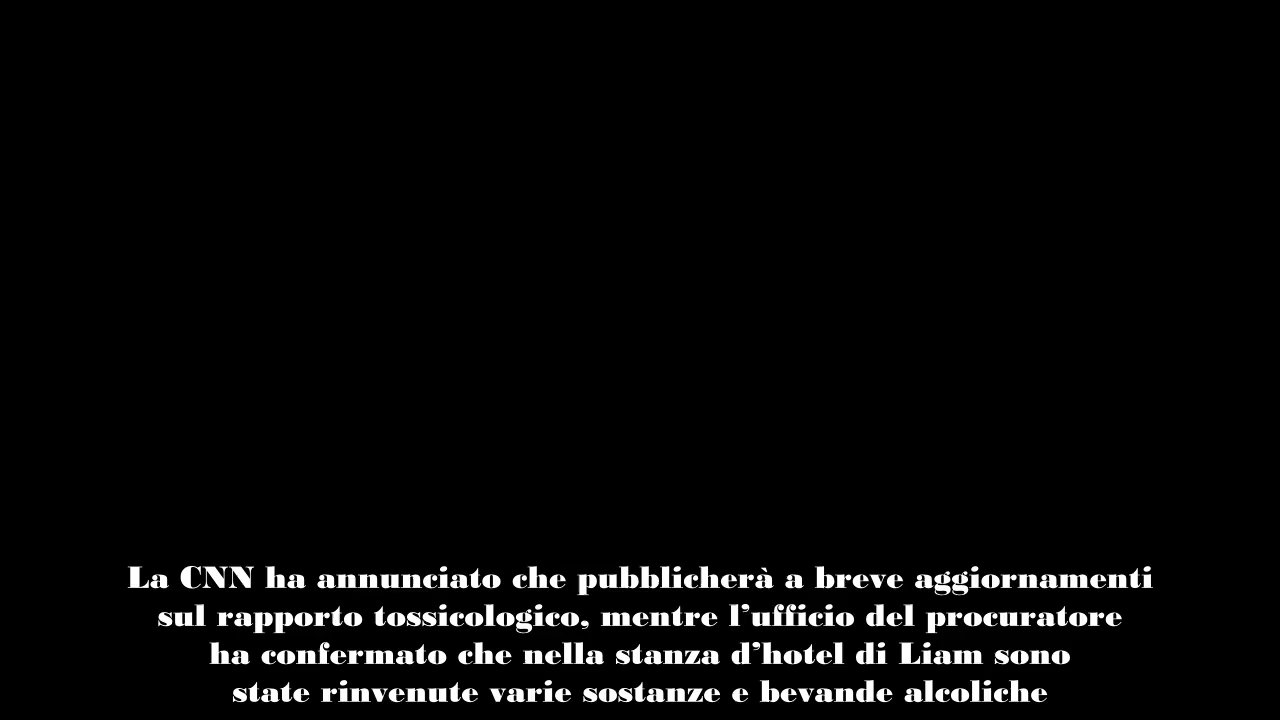 La CNN ha annunciato che pubblicherà a breve aggiornamenti
sul rapporto tossicologico, mentre l’ufficio del procuratore
ha confermato che nella stanza d’hotel di Liam sono
state rinvenute varie sostanze e bevande alcoliche